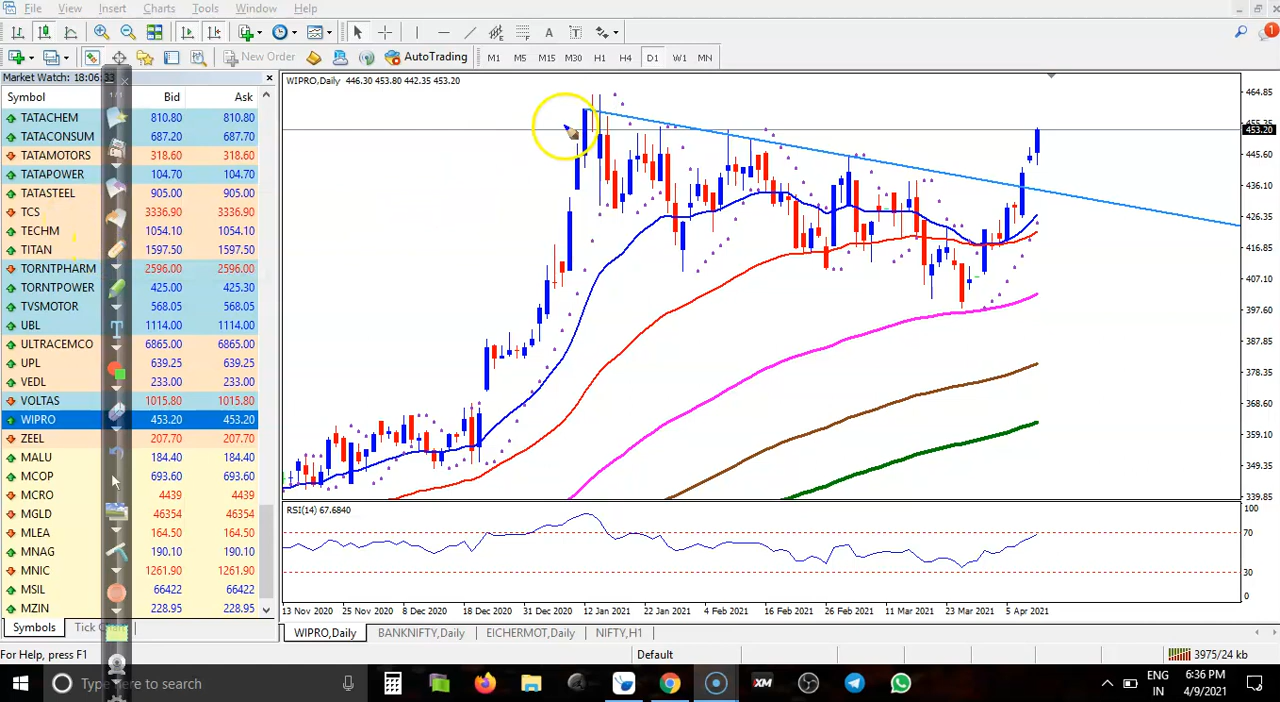 File View Insert Charts Tools Window Help
1
New Order AutoTrading M1 M5 M15 M30 H1 H4 D1 W1 MN
Market Watch: 18:06:33
Symbol Bid Ask
TATACHEM 810.80 810.80
TATACONSUM 687.20 687.70
TATAMOTORS 318.60 318.60
TATAPOWER 104.70 104.70
TATASTEEL 905.00 905.00
TCS 3336.90 3336.90
TECHM 1054.10 1054.10
TITAN 1597.50 1597.50
TORNTPHARM 2596.00 2596.00
TORNTPOWER 425.00 425.30
TVSMOTOR 568.05 568.05
UBL 1114.00 1114.00
ULTRACEMCO 6865.00 6865.00
UPL 639.25 639.25
VEDL 233.00 233.00
VOLTAS 1015.80 1015.80
WIPRO 453.20 453.20
ZEEL 207.70 207.70
MALU 184.40 184.40
MCOP 693.60 693.60
MCRO 4439 4439
MGLD 46354 46354
MLEA 164.50 164.50
MNAG 190.10 190.10
MNIC 1261.90 1261.90
MSIL 66422 66422
MZIN 228.95 228.95
Symbols Tick
WIPRO,Daily 446.30 453.80 442.35 453.20
464.85
453.20
445.60
436.10
426.35
416.85
407.10
397.60
387.85
378.35
368.60
359.10
349.35
339.85
RSI(14) 67.6840
100
70
30
0
13 Nov 2020 25 Nov 2020 8 Dec 2020 18 Dec 2020 31 Dec 2020 12 Jan 2021 22 Jan 2021 4 Feb 2021 16 Feb 2021 26 Feb 2021 11 Mar 2021 23 Mar 2021 5 Apr 2021
WIPRO,Daily BANKNIFTY,Daily EICHERMOT,Daily NIFTY,H1
For Help, press F1 Default 3975/24 kb
Type here to search XM ENG IN 6:36 PM 4/9/2021